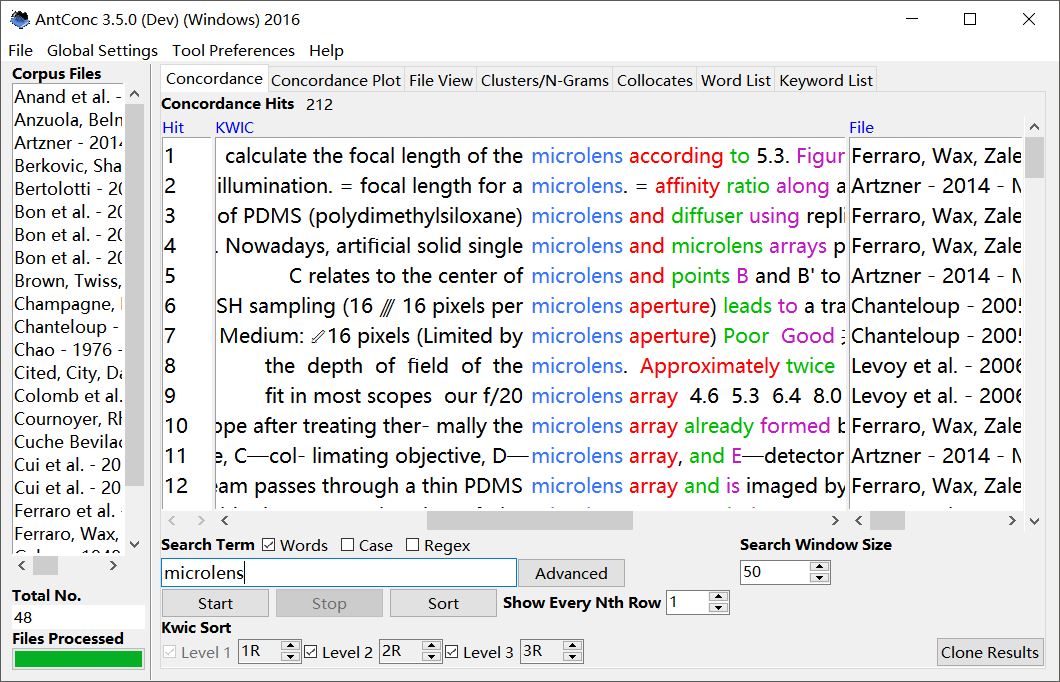 AntConc 3.5.0 (Dev) (Windows) 2016
File Global Settings Tool Preferences Help
Corpus Files
Anand et al. -
Anzuola, Beln
Artzner - 2014
Berkovic, Sha
Bertolotti - 20
Bon et al. - 20
Bon et al. - 20
Bon et al. - 20
Brown, Twiss,
Champagne,
Chanteloup -
Chao - 1976 -
Cited, City, Da
Colomb et al.
Cournoyer, Rh
Cuche Bevilac
Cui et al. - 20
Cui et al. - 20
Ferraro et al.
Ferraro, Wax,
Total No.
48
Files Processed
Concordance Concordance Plot File View Clusters/N-Grams Collocates Word List Keyword List
Concordance Hits 212
Hit KWIC File
1 calculate the focal length of the microlens according to 5.3. Figur Ferraro, Wax, Zale
2 illumination. = focal length for a microlens. = affinity ratio along a Artzner - 2014 - M
3 of PDMS (polydimethylsiloxane) microlens and diffuser using repli Ferraro, Wax, Zale
4 . Nowadays, artificial solid single microlens and microlens arrays p Ferraro, Wax, Zale
5 C relates to the center of microlens and points B and B' to Artzner - 2014 - M
6 SH sampling (16 /// 16 pixels per microlens aperture) leads to a tra Chanteloup - 2005
7 Medium: // 16 pixels (Limited by microlens aperture) Poor Good Chanteloup - 2005
8 the depth of field of the microlens. Approximately twice Levoy et al. - 2006
9 fit in most scopes our f/20 microlens array 4.6 5.3 6.4 8.0 Levoy et al. - 2006
10 ope after treating ther- mally the microlens array already formed b Ferraro, Wax, Zale
11 e, C—col- limating objective, D—microlens array, and E—detector Artzner - 2014 - M
12 eam passes through a thin PDMS microlens array and is imaged by Ferraro, Wax, Zale
Search Term Words Case Regex
Search Window Size
microlens Advanced
50
Start Stop Sort Show Every Nth Row 1
Kwic Sort
Level 1 1R Level 2 2R Level 3 3R
Clone Results